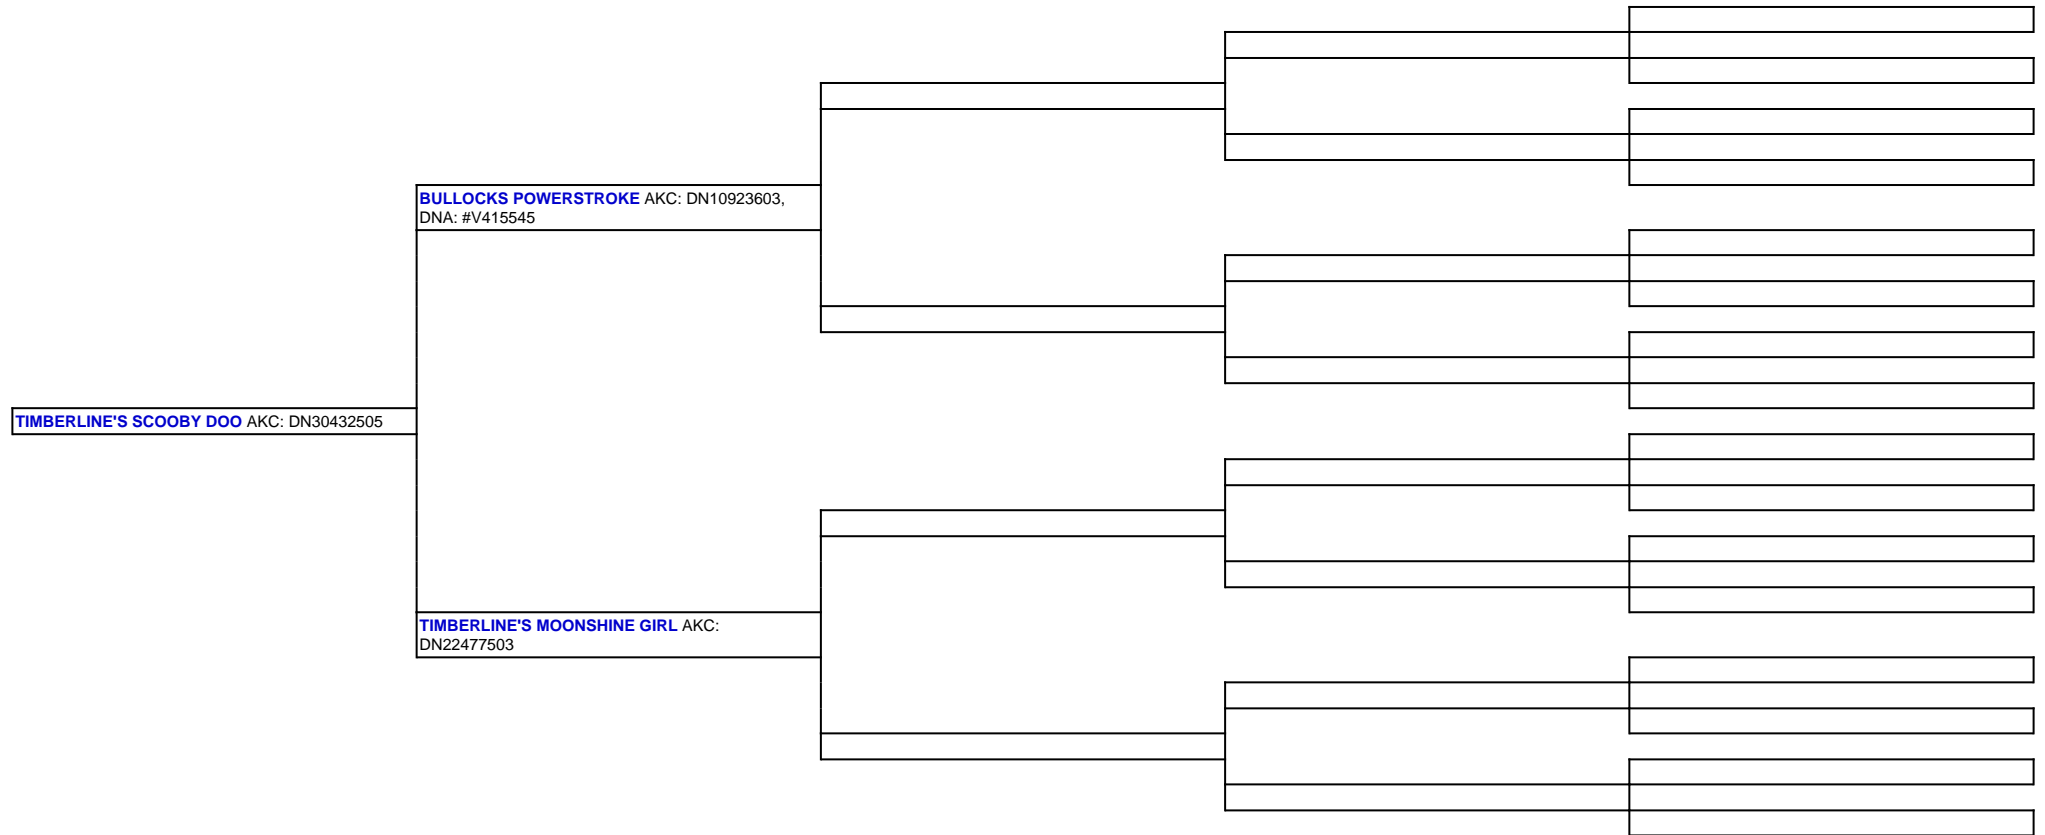 BULLOCKS POWERSTROKE AKC: DN10923603,
DNA: #V415545
TIMBERLINE'S SCOOBY DOO AKC: DN30432505
TIMBERLINE'S MOONSHINE GIRL AKC:
DN22477503